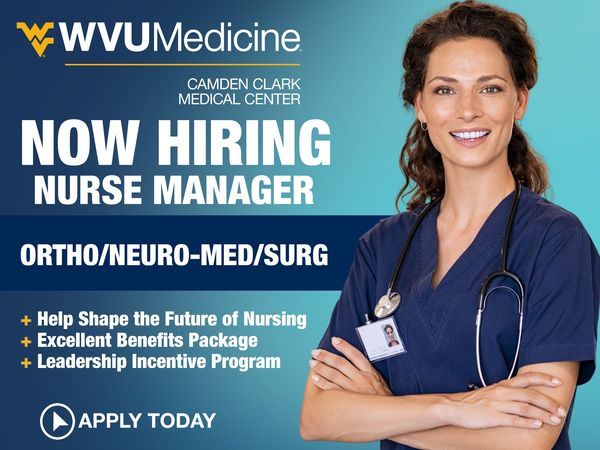 WVUMedicine
CAMDEN CLARK
MEDICAL CENTER
NOW HIRING
NURSE MANAGER
ORTHO/NEURO-MED/SURG
+ Help Shape the Future of Nursing
+ Excellent Benefits Package
+ Leadership Incentive Program
APPLY TODAY